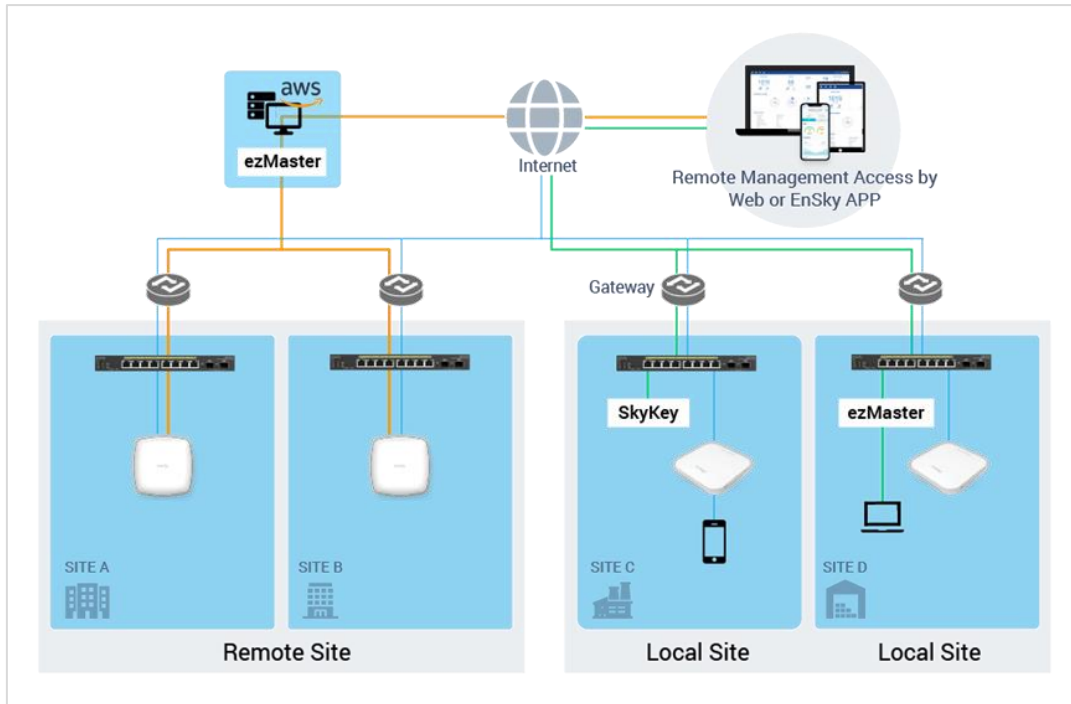 aws
ezMaster
Internet
Remote Management Access by
Web or EnSky APP
Gateway
SkyKey
ezMaster
SITE A
SITE B
SITE C
SITE D
Remote Site
Local Site
Local Site